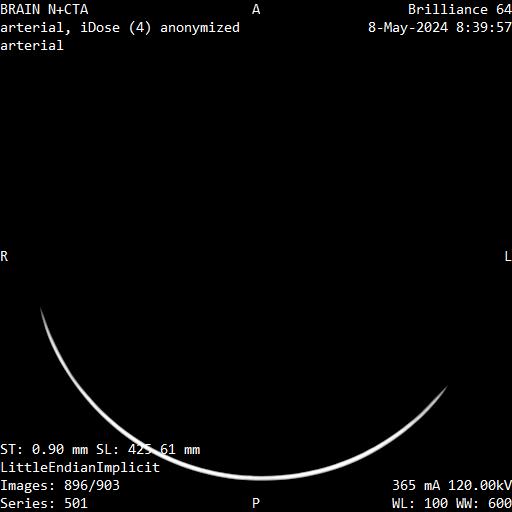 BRAIN N+CTA
A
Brilliance 64
arterial, iDose (4) anonymized
8-May-2024 8:39:57
arterial
R
L
ST: 0.90 mm SL: 425.61 mm
LittleEndianImplicit
Images: 896/903
365 mA 120.00kV
Series: 501
P
WL: 100 WW: 600